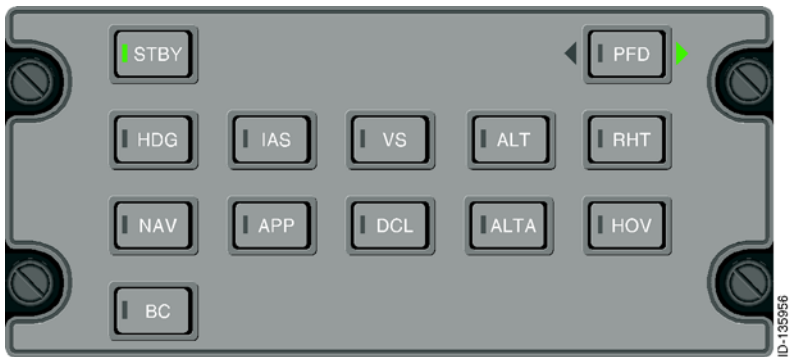 STBY PFD
HDG IAS VS ALT RHT
NAV APP DCL ALTA HOV
BC
ID-135956